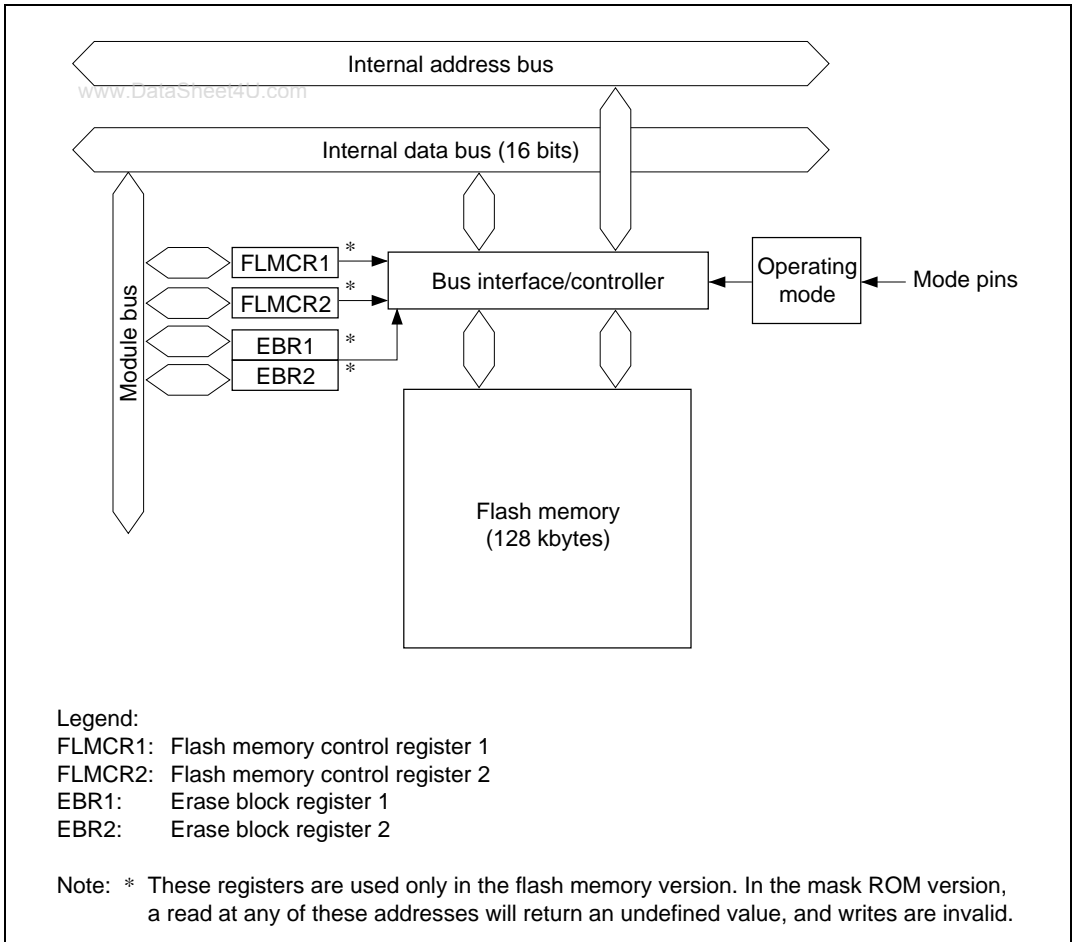 Internal address bus
www.DataSheet4U.com
Internal data bus (16 bits)
Module bus
FLMCR1
*
FLMCR2
*
EBR1
*
EBR2
*
Bus interface/controller
Operating
mode
Mode pins
Flash memory
(128 kbytes)
Legend:
FLMCR1: Flash memory control register 1
FLMCR2: Flash memory control register 2
EBR1: Erase block register 1
EBR2: Erase block register 2
Note: * These registers are used only in the flash memory version. In the mask ROM version,
a read at any of these addresses will return an undefined value, and writes are invalid.